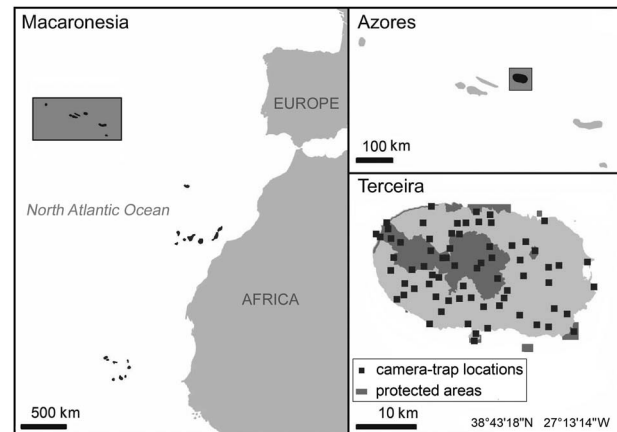 Macaronesia
EUROPE
North Atlantic Ocean
AFRICA
500 km
Azores
100 km
Terceira
camera-trap locations
protected areas
10 km
38°43'18"N 27°13'14"W